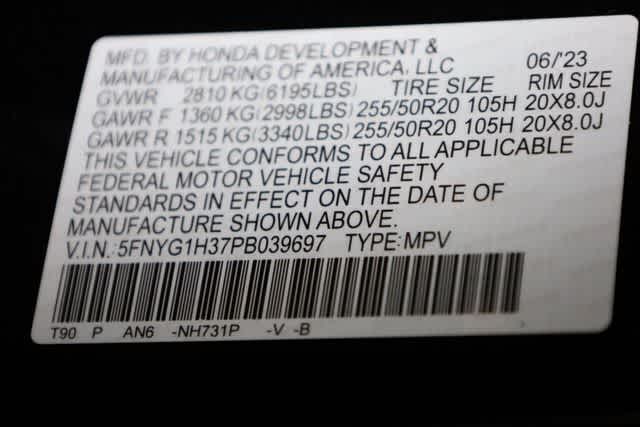 MFD. BY HONDA DEVELOPMENT &
MANUFACTURING OF AMERICA, LLC 06/'23
GVWR 2810 KG(6195LBS) TIRE SIZE RIM SIZE
GAWR F 1360 KG(2998LBS) 255/50R20 105H 20X8.0J
GAWR R 1515 KG(3340LBS) 255/50R20 105H 20X8.0J
THIS VEHICLE CONFORMS TO ALL APPLICABLE
FEDERAL MOTOR VEHICLE SAFETY
STANDARDS IN EFFECT ON THE DATE OF
MANUFACTURE SHOWN ABOVE.
V.I.N.:5FNYG1H37PB039697 TYPE:MPV
T90 P AN6 -NH731P -V -B